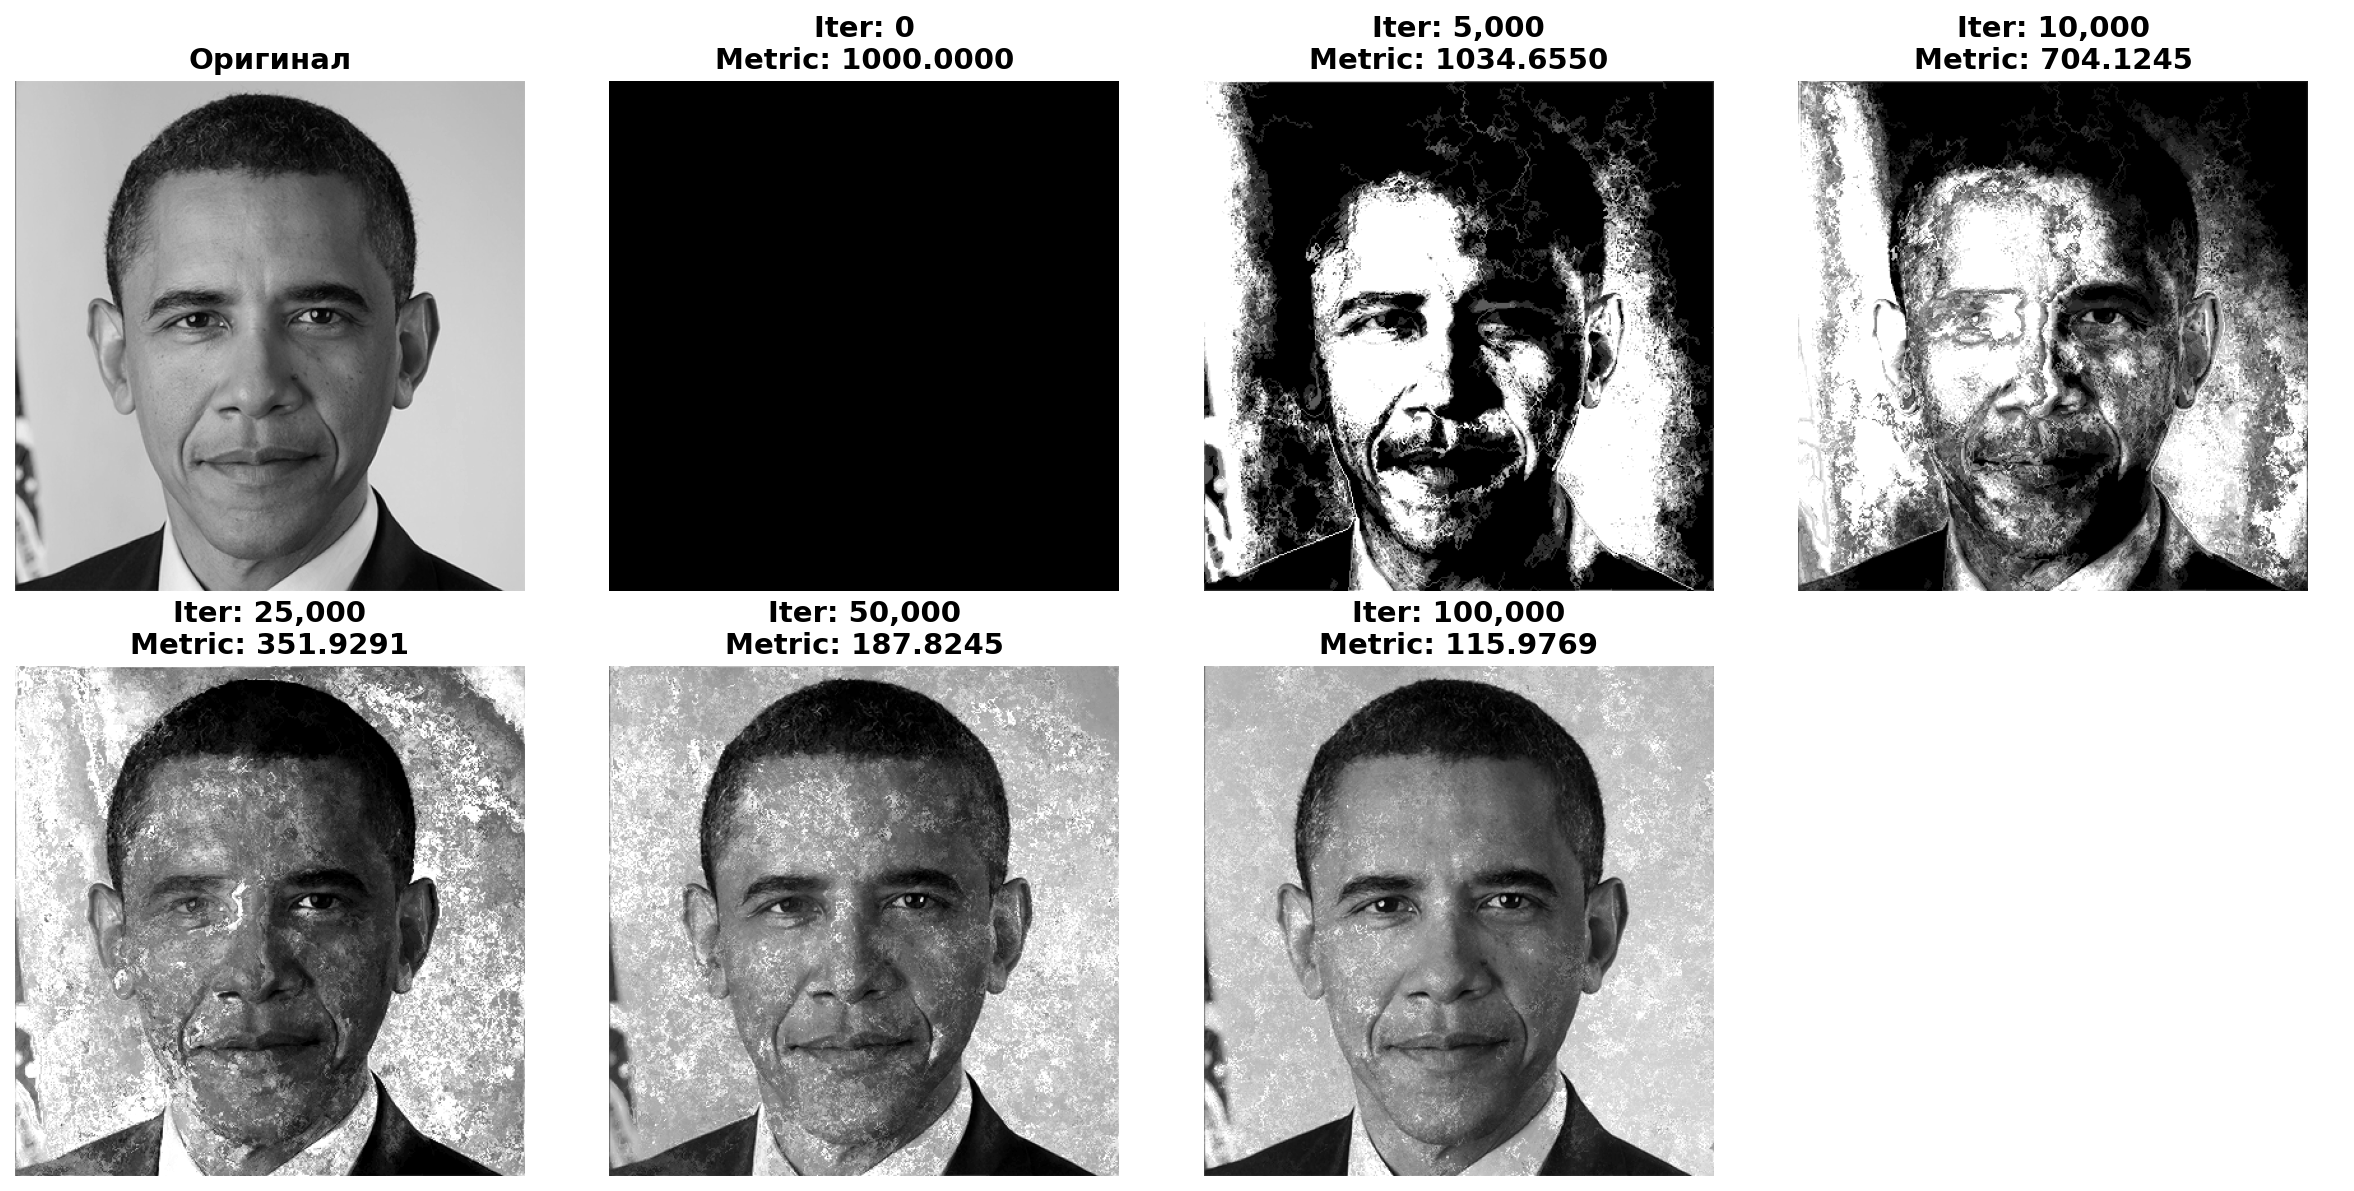 Оригинал
Iter: 0
Metric: 1000.0000
Iter: 5,000
Metric: 1034.6550
Iter: 10,000
Metric: 704.1245
Iter: 25,000
Metric: 351.9291
Iter: 50,000
Metric: 187.8245
Iter: 100,000
Metric: 115.9769